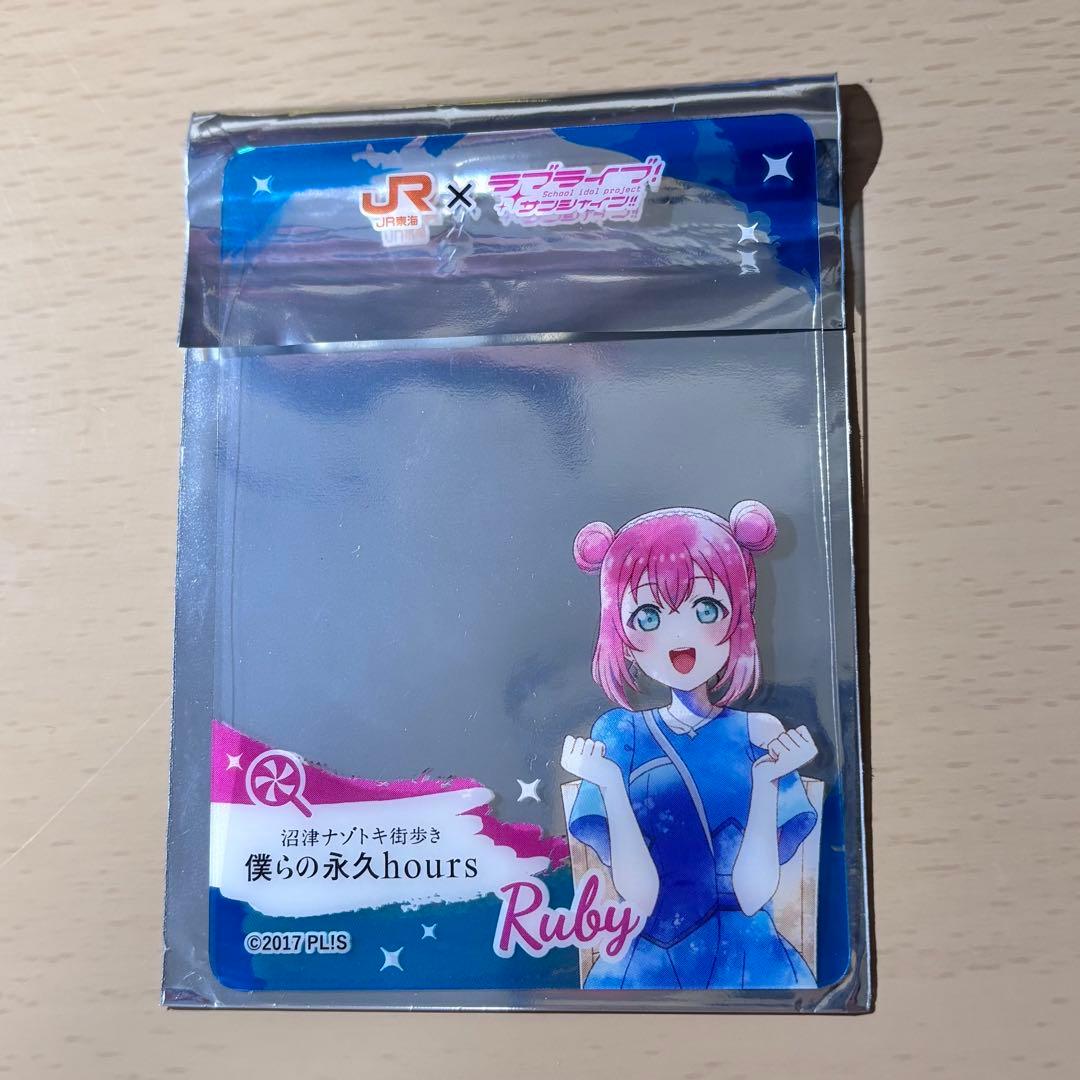 JR × ラブライブ!
JR東海
School idol project
サンシャイン!!
沼津ナゾトキ街歩き
僕らの永久hours
Ruby
©2017 PL!S